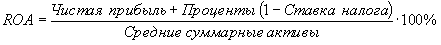 ROA = Чистая прибыль + Проценты (1 − Ставка налога) / Средние суммарные активы · 100%